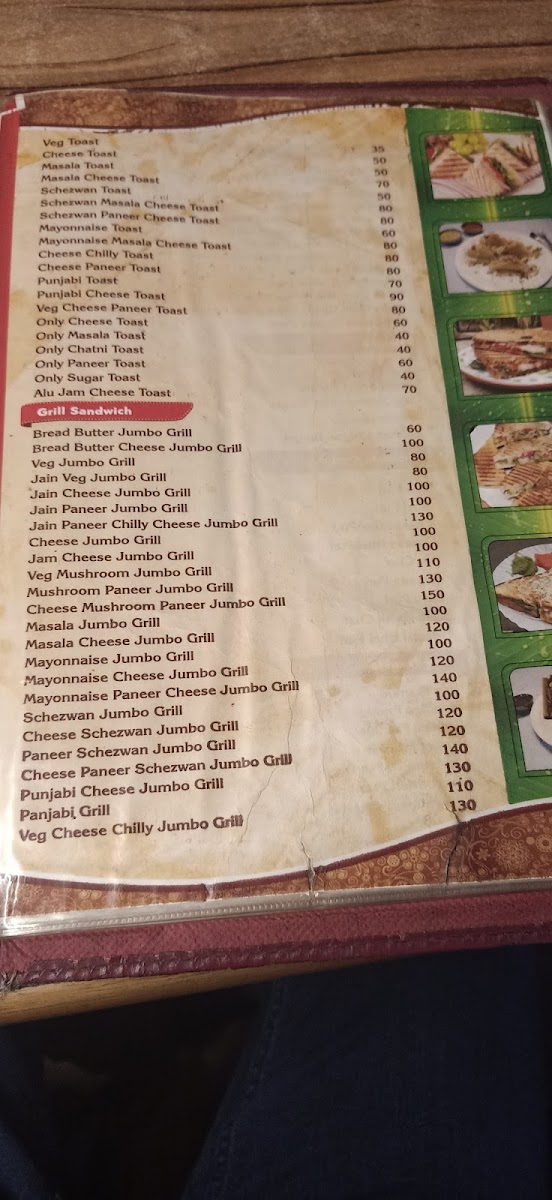 Veg Toast 35
Cheese Toast 50
Masala Toast 50
Masala Cheese Toast 70
Schezwan Toast 50
Schezwan Masala Cheese Toast 80
Schezwan Paneer Cheese Toast 80
Mayonnaise Toast 60
Mayonnaise Masala Cheese Toast 80
Cheese Chilly Toast 80
Cheese Paneer Toast 80
Punjabi Toast 70
Punjabi Cheese Toast 90
Veg Cheese Paneer Toast 80
Only Cheese Toast 60
Only Masala Toast 40
Only Chatni Toast 40
Only Paneer Toast 60
Only Sugar Toast 40
Alu Jam Cheese Toast 70
Grill Sandwich
Bread Butter Jumbo Grill 60
Bread Butter Cheese Jumbo Grill 100
Veg Jumbo Grill 80
Jain Veg Jumbo Grill 80
Jain Cheese Jumbo Grill 100
Jain Paneer Jumbo Grill 100
Jain Paneer Chilly Cheese Jumbo Grill 130
Cheese Jumbo Grill 100
Jam Cheese Jumbo Grill 100
Veg Mushroom Jumbo Grill 110
Mushroom Paneer Jumbo Grill 130
Cheese Mushroom Paneer Jumbo Grill 150
Masala Jumbo Grill 100
Masala Cheese Jumbo Grill 120
Mayonnaise Jumbo Grill 100
Mayonnaise Cheese Jumbo Grill 120
Mayonnaise Paneer Cheese Jumbo Grill 140
Schezwan Jumbo Grill 100
Cheese Schezwan Jumbo Grill 120
Paneer Schezwan Jumbo Grill 120
Cheese Paneer Schezwan Jumbo Grill 140
Punjabi Cheese Jumbo Grill 130
Panjabi Grill 110
Veg Cheese Chilly Jumbo Grill 130